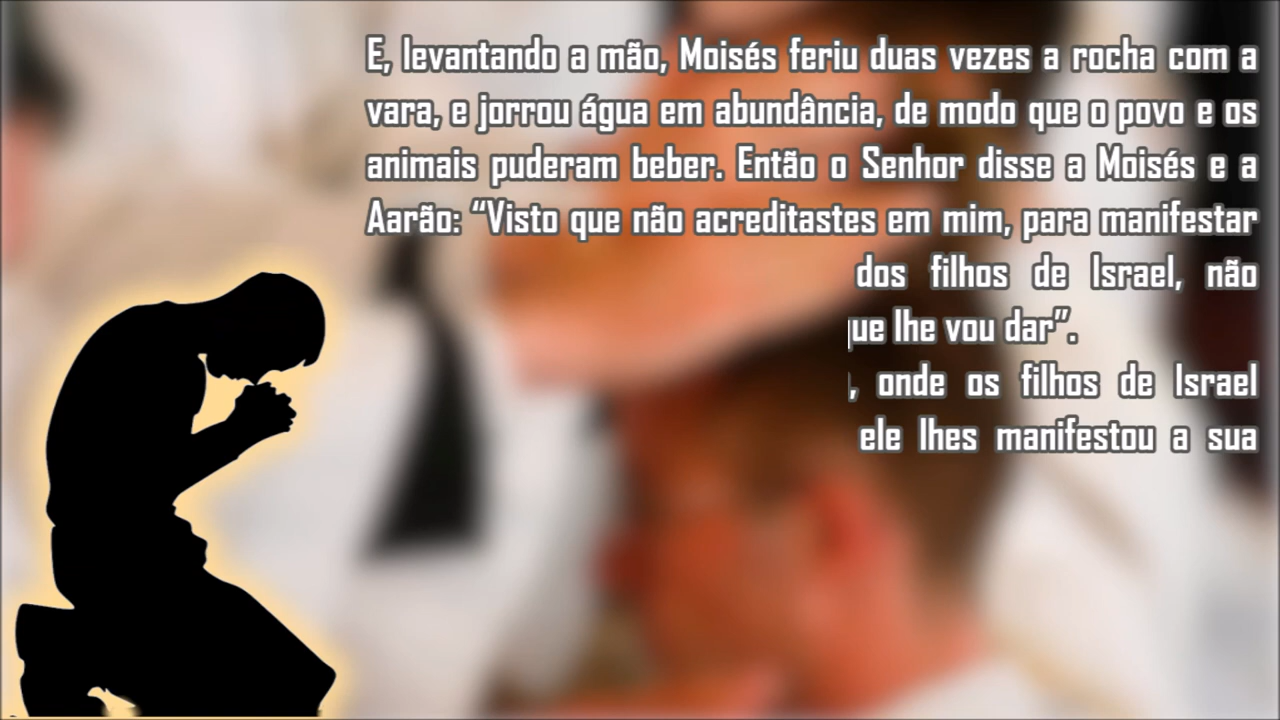 E, levantando a mão, Moisés feriu duas vezes a rocha com a
vara, e jorrou água em abundância, de modo que o povo e os
animais puderam beber. Então o Senhor disse a Moisés e a
Aarão: “Visto que não acreditastes em mim, para manifestar
dos filhos de Israel, não
lhe vou dar”.
, onde os filhos de Israel
ele lhes manifestou a sua